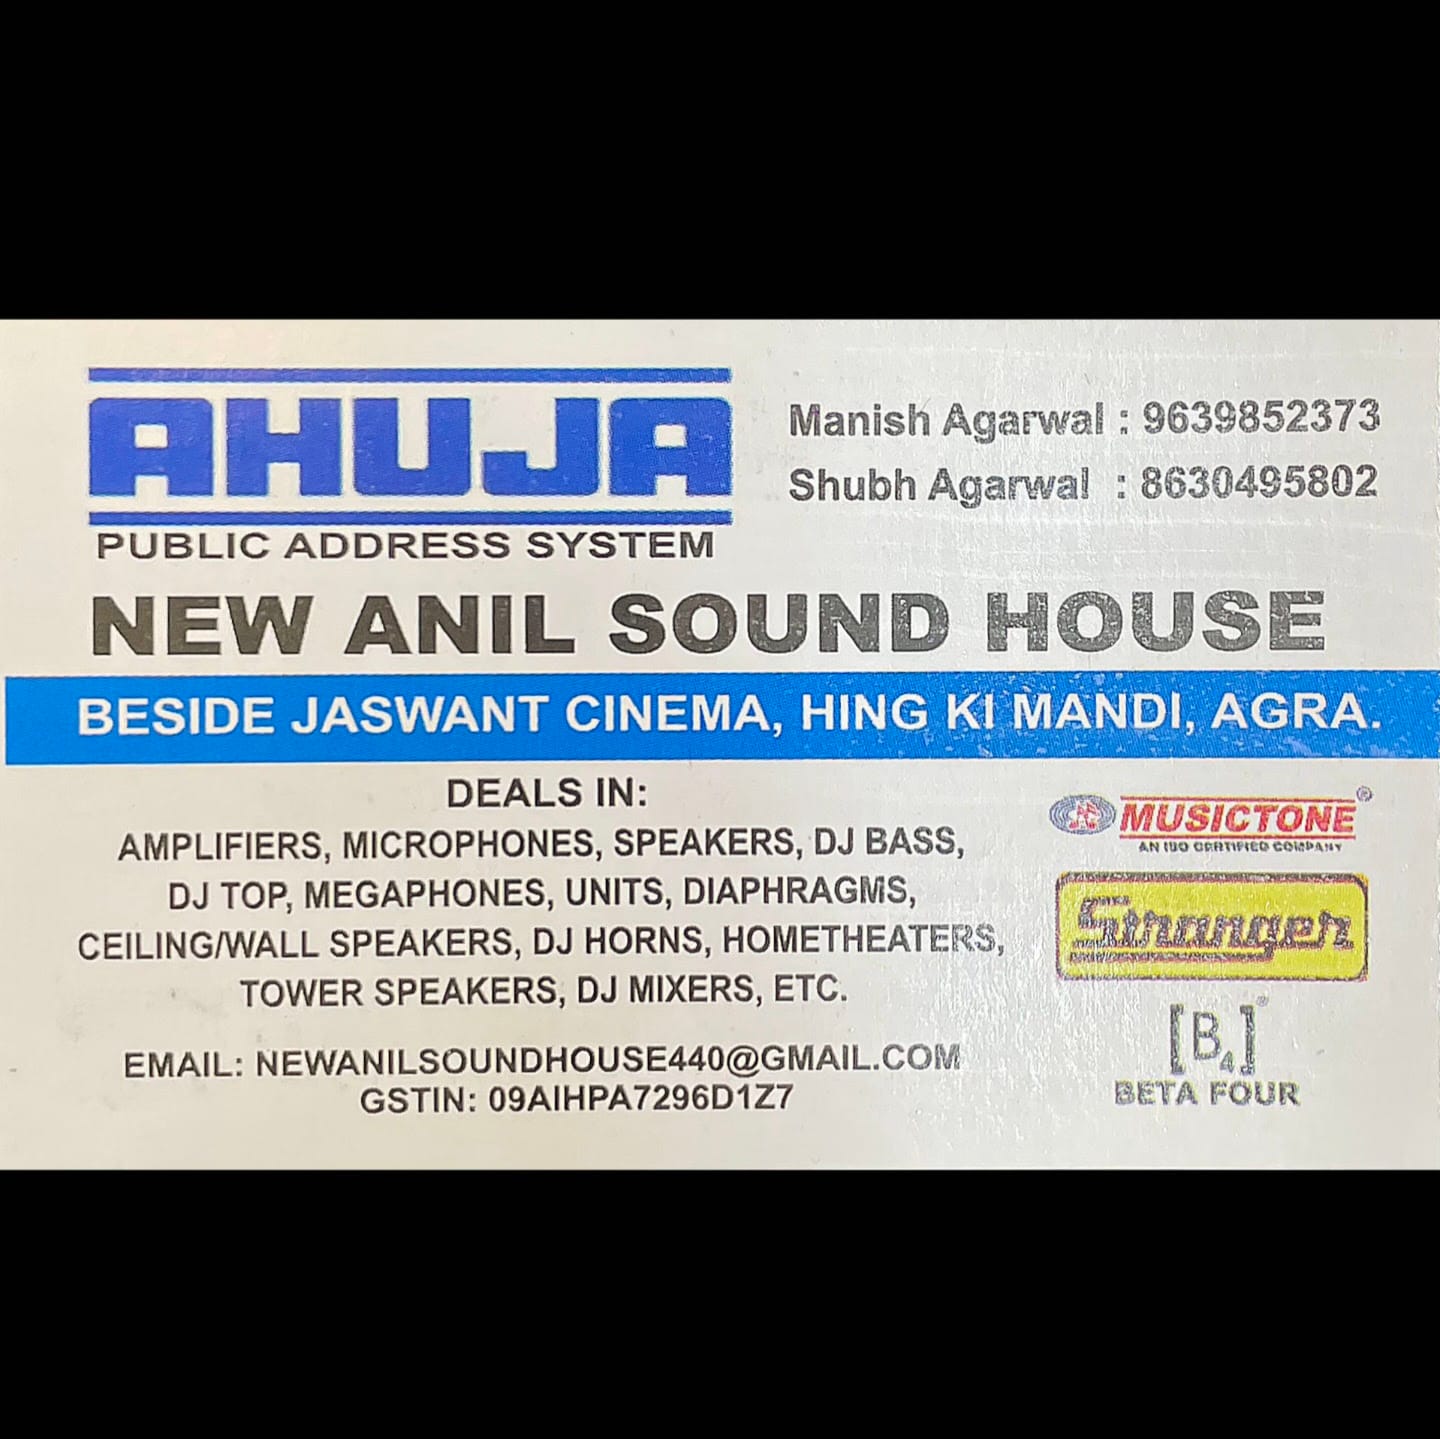 AHUJA
PUBLIC ADDRESS SYSTEM
Manish Agarwal : 9639852373
Shubh Agarwal : 8630495802
NEW ANIL SOUND HOUSE
BESIDE JASWANT CINEMA, HING KI MANDI, AGRA.
DEALS IN:
AMPLIFIERS, MICROPHONES, SPEAKERS, DJ BASS,
DJ TOP, MEGAPHONES, UNITS, DIAPHRAGMS,
CEILING/WALL SPEAKERS, DJ HORNS, HOMETHEATERS,
TOWER SPEAKERS, DJ MIXERS, ETC.
EMAIL: NEWANILSOUNDHOUSE440@GMAIL.COM
GSTIN: 09AIHPA7296D1Z7
MUSICTONE®
AN ISO CERTIFIED COMPANY
Stranger
[B4]
BETA FOUR